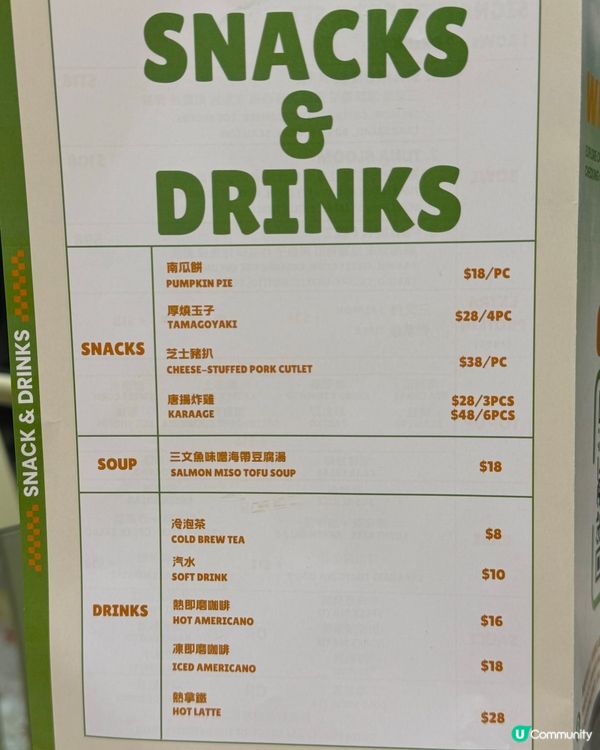 SNACKS
&
DRINKS
SNACKS
南瓜餅
PUMPKIN PIE
$18/PC
厚燒玉子
TAMAGOYAKI
$28/4PC
芝士豬扒
CHEESE-STUFFED PORK CUTLET
$38/PC
唐揚炸雞
KARAAGE
$28/3PCS
$48/6PCS
SOUP
三文魚味噌海帶豆腐湯
SALMON MISO TOFU SOUP
$18
DRINKS
冷泡茶
COLD BREW TEA
$8
汽水
SOFT DRINK
$10
熱即磨咖啡
HOT AMERICANO
$16
凍即磨咖啡
ICED AMERICANO
$18
熱拿鐵
HOT LATTE
$28
SNACK & DRINKS
U Community